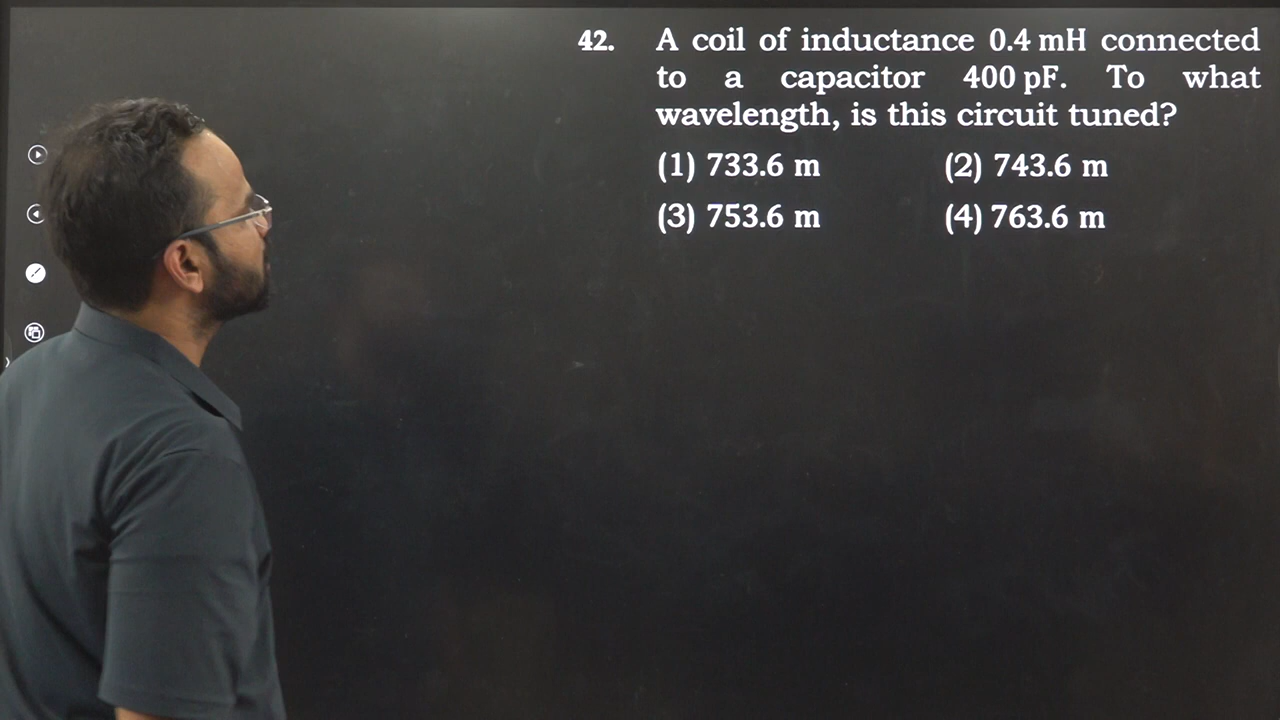 42. A coil of inductance 0.4 mH connected
to a capacitor 400 pF. To what
wavelength, is this circuit tuned?
(1) 733.6 m (2) 743.6 m
(3) 753.6 m (4) 763.6 m